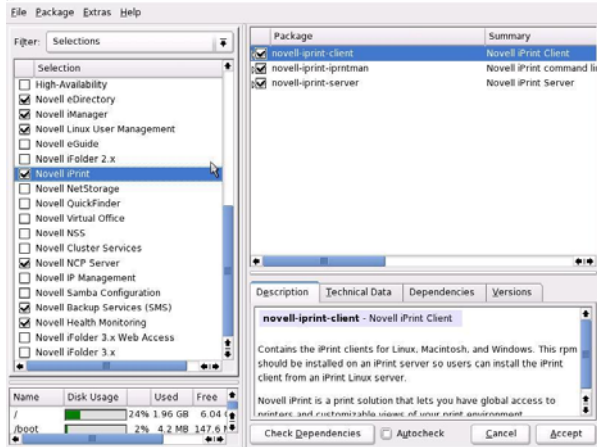 File Package Extras Help
Filter: Selections
Selection
High-Availability
Novell eDirectory
Novell iManager
Novell Linux User Management
Novell eGuide
Novell iFolder 2.x
Novell iPrint
Novell NetStorage
Novell QuickFinder
Novell Virtual Office
Novell NSS
Novell Cluster Services
Novell NCP Server
Novell IP Management
Novell Samba Configuration
Novell Backup Services (SMS)
Novell Health Monitoring
Novell iFolder 3.x Web Access
Novell iFolder 3.x
Name Disk Usage Used Free
/ 24% 1.96 GB 6.04
/boot 2% 4.2 MB 147.6
Package Summary
novell-iprint-client Novell iPrint Client
novell-iprint-iprntman Novell iPrint command li
novell-iprint-server Novell iPrint Server
Description Technical Data Dependencies Versions
novell-iprint-client - Novell iPrint Client
Contains the iPrint clients for Linux, Macintosh, and Windows. This rpm
should be installed on an iPrint server so users can install the iPrint
client from an iPrint Linux server.
Novell iPrint is a print solution that lets you have global access to
printers and customizable views of your print environment
Check Dependencies Autocheck Cancel Accept